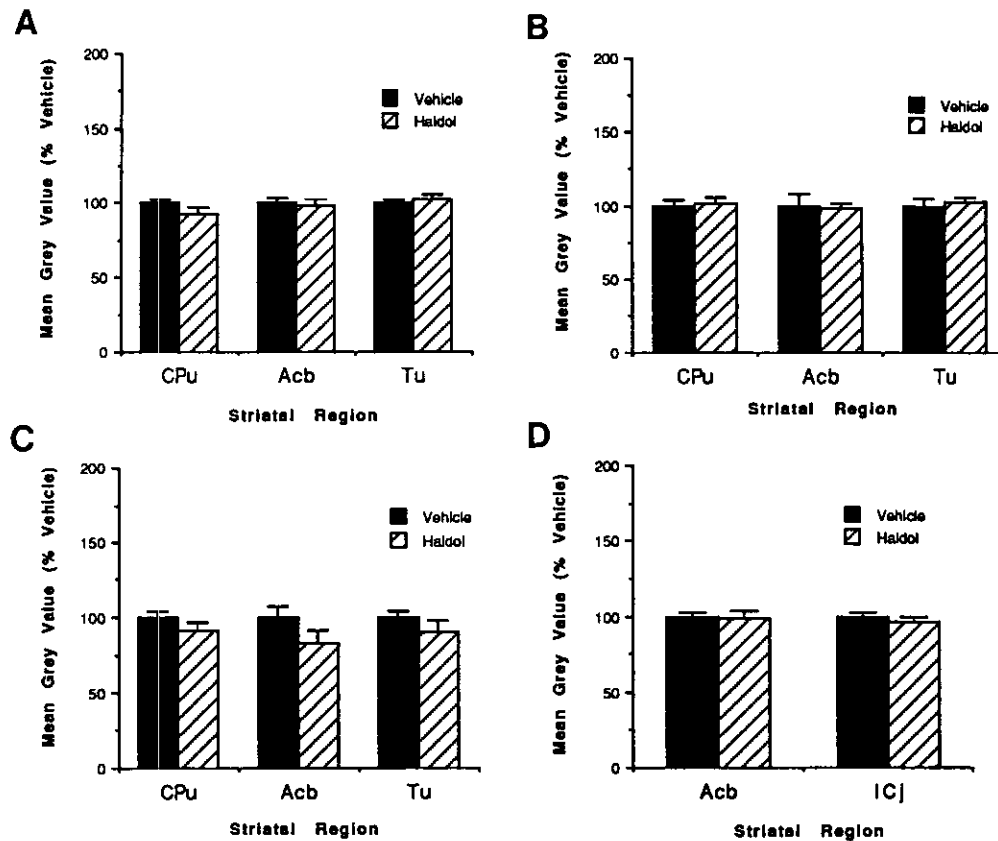 A
Mean Grey Value (% Vehicle)
200
150
100
50
0
Vehicle
Haldol
CPu Acb Tu
Striatal Region
B
Mean Grey Value (% Vehicle)
200
150
100
50
0
Vehicle
Haldol
CPu Acb Tu
Striatal Region
C
Mean Grey Value (% Vehicle)
200
150
100
50
0
Vehicle
Haldol
CPu Acb Tu
Striatal Region
D
Mean Grey Value (% Vehicle)
200
150
100
50
0
Vehicle
Haldol
Acb ICj
Striatal Region